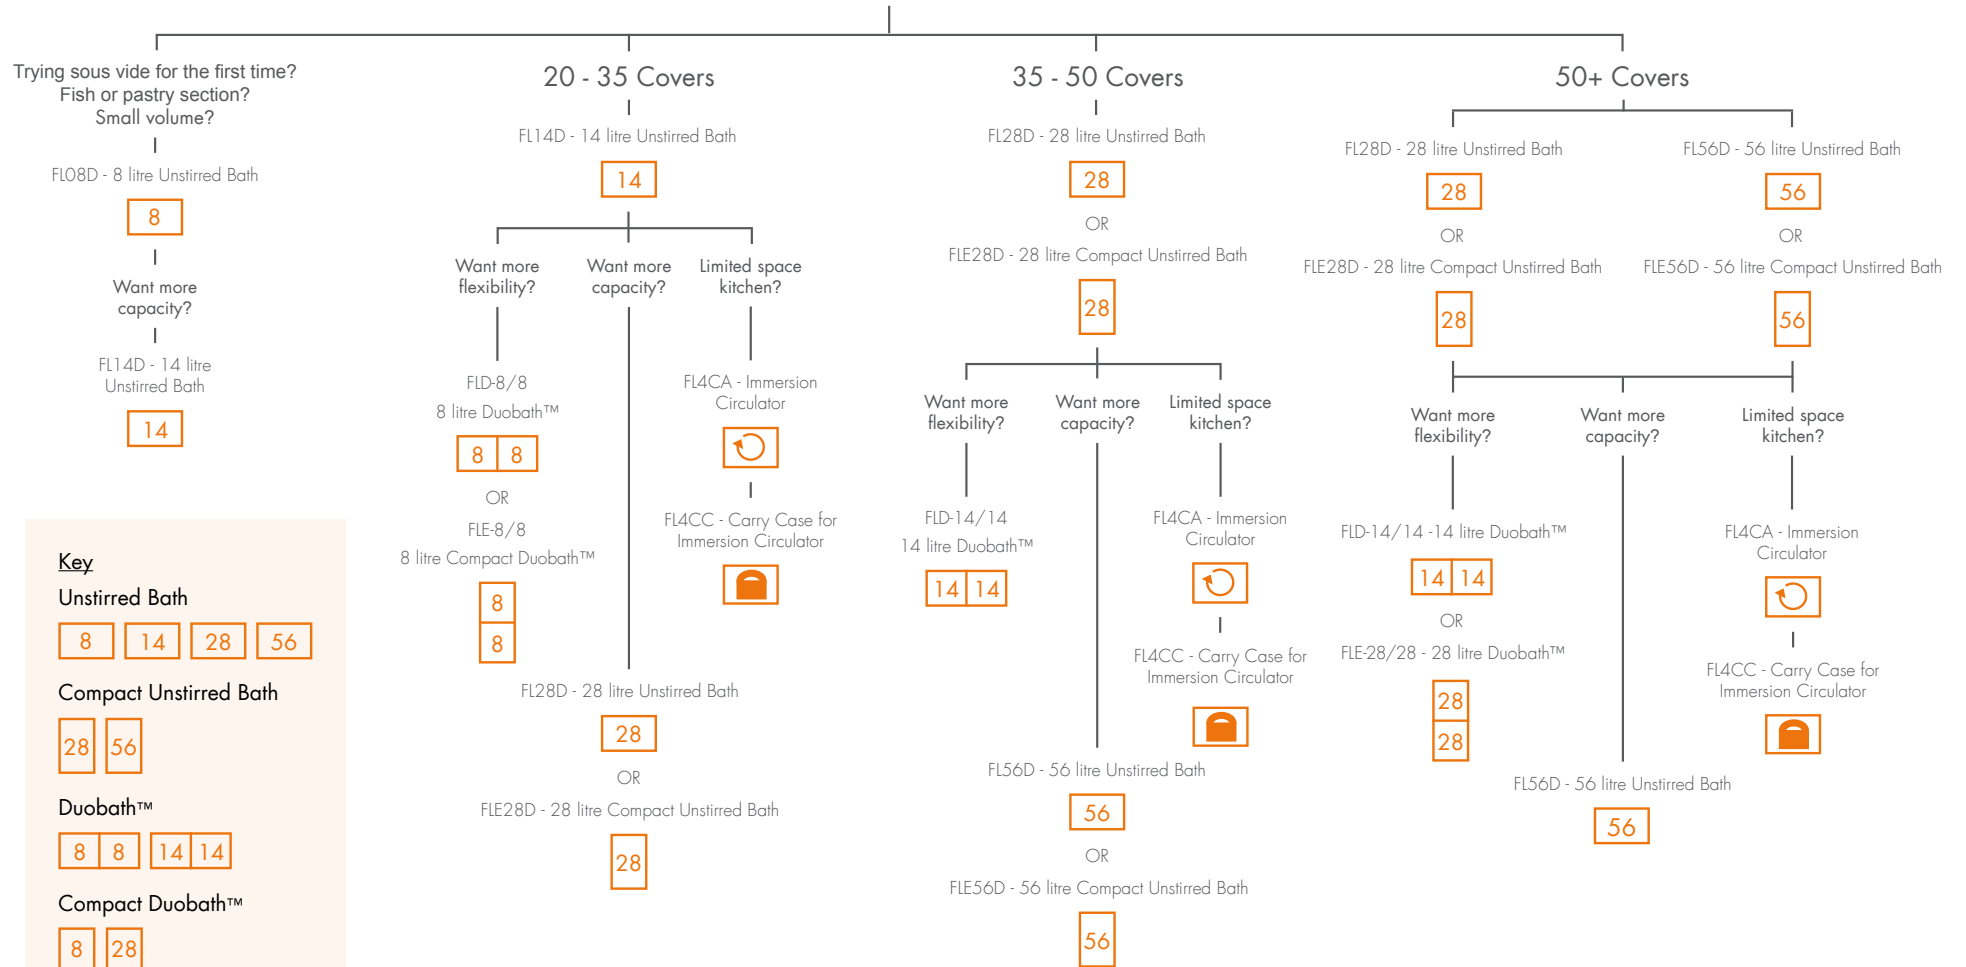 Trying sous vide for the first time?
Fish or pastry section?
Small volume?
FL08D - 8 litre Unstirred Bath
8
Want more
capacity?
FL14D - 14 litre
Unstirred Bath
14
20 - 35 Covers
FL14D - 14 litre Unstirred Bath
14
Want more
flexibility?
FLD-8/8
8 litre Duobath™
8 8
OR
FLE-8/8
8 litre Compact Duobath™
8
8
Want more
capacity?
FL28D - 28 litre Unstirred Bath
28
OR
FLE28D - 28 litre Compact Unstirred Bath
28
Limited space
kitchen?
FL4CA - Immersion
Circulator
FL4CC - Carry Case for
Immersion Circulator
35 - 50 Covers
FL28D - 28 litre Unstirred Bath
28
OR
FLE28D - 28 litre Compact Unstirred Bath
28
Want more
flexibility?
FLD-14/14
14 litre Duobath™
14 14
Want more
capacity?
FL56D - 56 litre Unstirred Bath
56
OR
FLE56D - 56 litre Compact Unstirred Bath
56
Limited space
kitchen?
FL4CA - Immersion
Circulator
FL4CC - Carry Case for
Immersion Circulator
50+ Covers
FL28D - 28 litre Unstirred Bath
28
OR
FLE28D - 28 litre Compact Unstirred Bath
28
FL56D - 56 litre Unstirred Bath
56
OR
FLE56D - 56 litre Compact Unstirred Bath
56
Want more
flexibility?
FLD-14/14 -14 litre Duobath™
14 14
OR
FLE-28/28 - 28 litre Duobath™
28
28
Want more
capacity?
FL56D - 56 litre Unstirred Bath
56
Limited space
kitchen?
FL4CA - Immersion
Circulator
FL4CC - Carry Case for
Immersion Circulator
Key
Unstirred Bath
8 14 28 56
Compact Unstirred Bath
28 56
Duobath™
8 8 14 14
Compact Duobath™
8 28